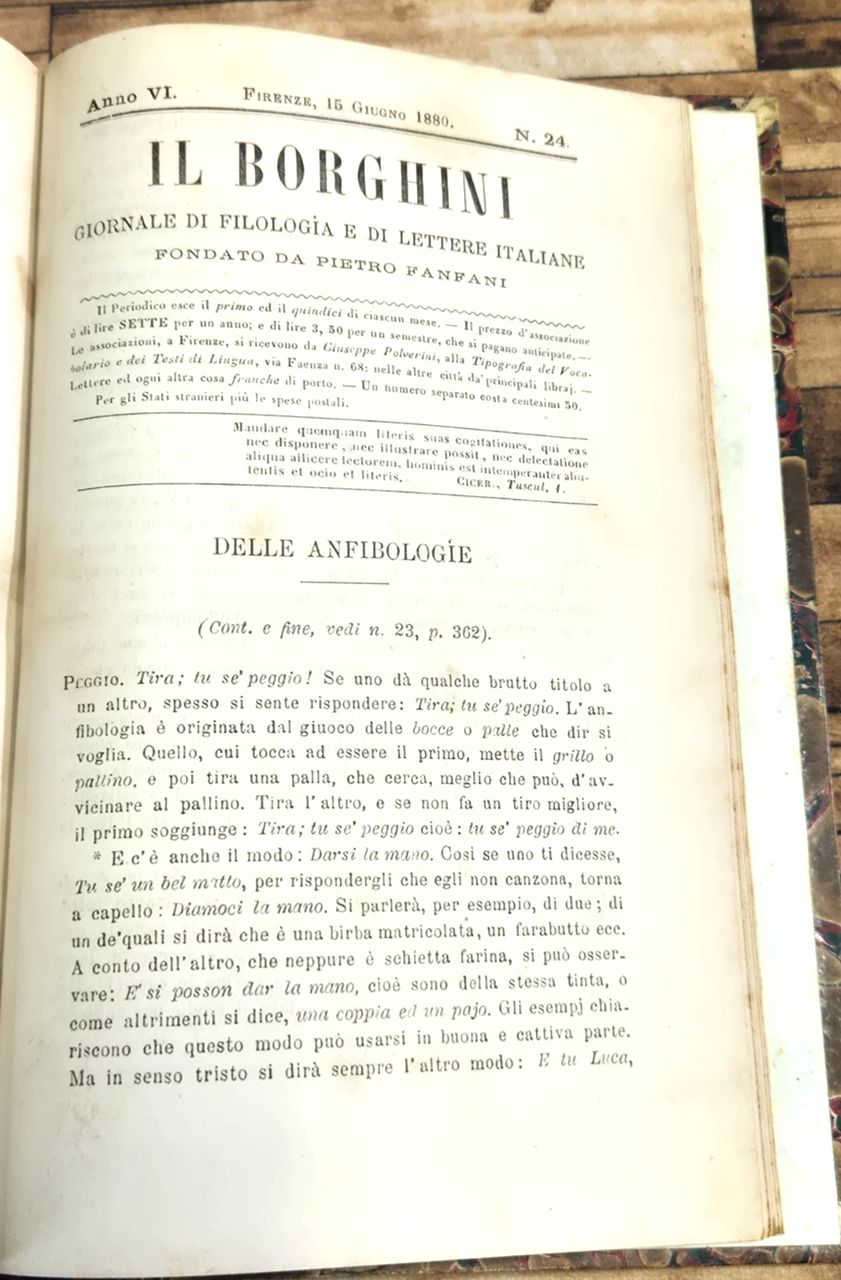 Anno VI. FIRENZE, 15 GIUGNO 1880. N. 24.
IL BORGHINI
GIORNALE DI FILOLOGÍA E DI LETTERE ITALIANE
FONDATO DA PIETRO FANFANI
Il Periodico esce il primo ed il quindici di ciascun mese. — Il prezzo d'associazione
è di lire SETTE per un anno; e di lire 3, 50 per un semestre, che si pagano anticipate. —
Le associazioni, a Firenze, si ricevono da Giuseppe Polverini, alla Tipografia del Voca-
bolario e dei Testi di Lingua, via Faenza n. 68: nelle altre città da' principali libraj. —
Lettere ed ogni altra cosa franche di porto. — Un numero separato costa centesimi 50.
Per gli Stati stranieri più le spese postali.
Mandare quemquam literis suas cogitationes, qui eas
nec disponere, nec illustrare possit, nec delectatione
aliqua allicere lectorem, hominis est intemperanter abu-
tentis et ocio et literis. CICER., Tuscul. 1.
DELLE ANFIBOLOGÍE
(Cont. e fine, vedi n. 23, p. 362).
PEGGIO. Tira; tu se' peggio! Se uno dà qualche brutto titolo a
un altro, spesso si sente rispondere: Tira; tu se' peggio. L'an-
fibologia è originata dal giuoco delle bocce o palle che dir si
voglia. Quello, cui tocca ad essere il primo, mette il grillo o
pallino, e poi tira una palla, che cerca, meglio che può, d'av-
vicinare al pallino. Tira l'altro, e se non fa un tiro migliore,
il primo soggiunge: Tira; tu se' peggio cioè: tu se' peggio di me.
* E c'è anche il modo: Darsi la mano. Così se uno ti dicesse,
Tu se' un bel matto, per rispondergli che egli non canzona, torna
a capello: Diamoci la mano. Si parlerà, per esempio, di due; di
un de'quali si dirà che è una birba matricolata, un farabutto ecc.
A conto dell'altro, che neppure è schietta farina, si può osser-
vare: E' si posson dar la mano, cioè sono della stessa tinta, o
come altrimenti si dice, una coppia ed un pajo. Gli esempj chia-
riscono che questo modo può usarsi in buona e cattiva parte.
Ma in senso tristo si dirà sempre l'altro modo: E tu Luca,